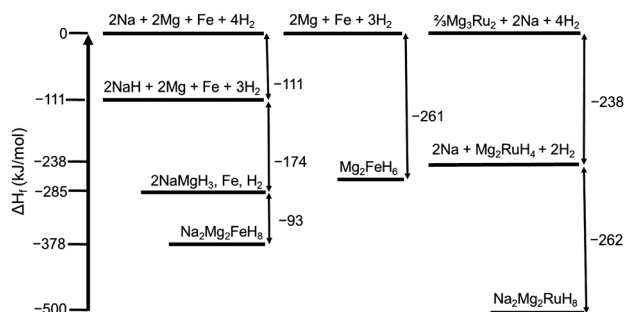 2Na + 2Mg + Fe + 4H₂
2Mg + Fe + 3H₂
⅔Mg₃Ru₂ + 2Na + 4H₂
0
−111
2NaH + 2Mg + Fe + 3H₂
−111
−238
−261
−174
ΔHf (kJ/mol)
−238
2Na + Mg₂RuH₄ + 2H₂
Mg₂FeH₆
2NaMgH₃, Fe, H₂
−285
−93
Na₂Mg₂FeH₈
−378
−262
Na₂Mg₂RuH₈
−500